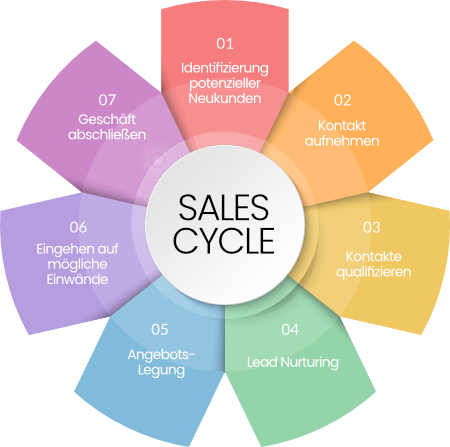 01
Identifizierung
potenzieller
Neukunden
02
Kontakt
aufnehmen
03
Kontakte
qualifizieren
04
Lead Nurturing
05
Angebots-
Legung
06
Eingehen auf
mögliche
Einwände
07
Geschäft
abschließen
SALES
CYCLE